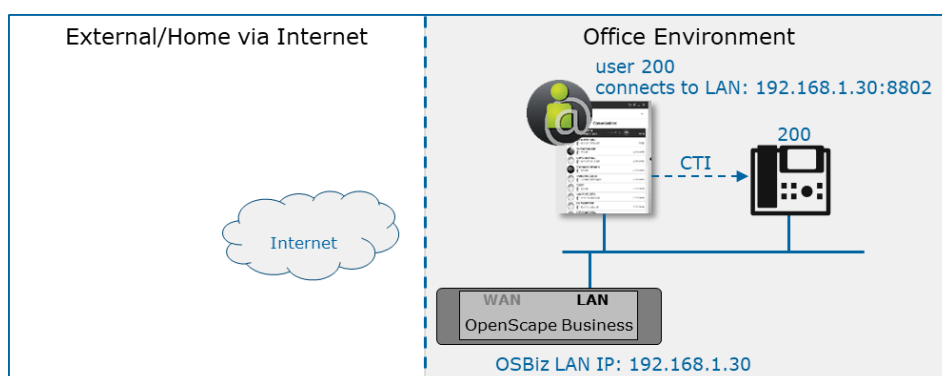 External/Home via Internet
Office Environment
user 200
connects to LAN: 192.168.1.30:8802
@
200
CTI
Internet
WAN LAN
OpenScape Business
OSBiz LAN IP: 192.168.1.30